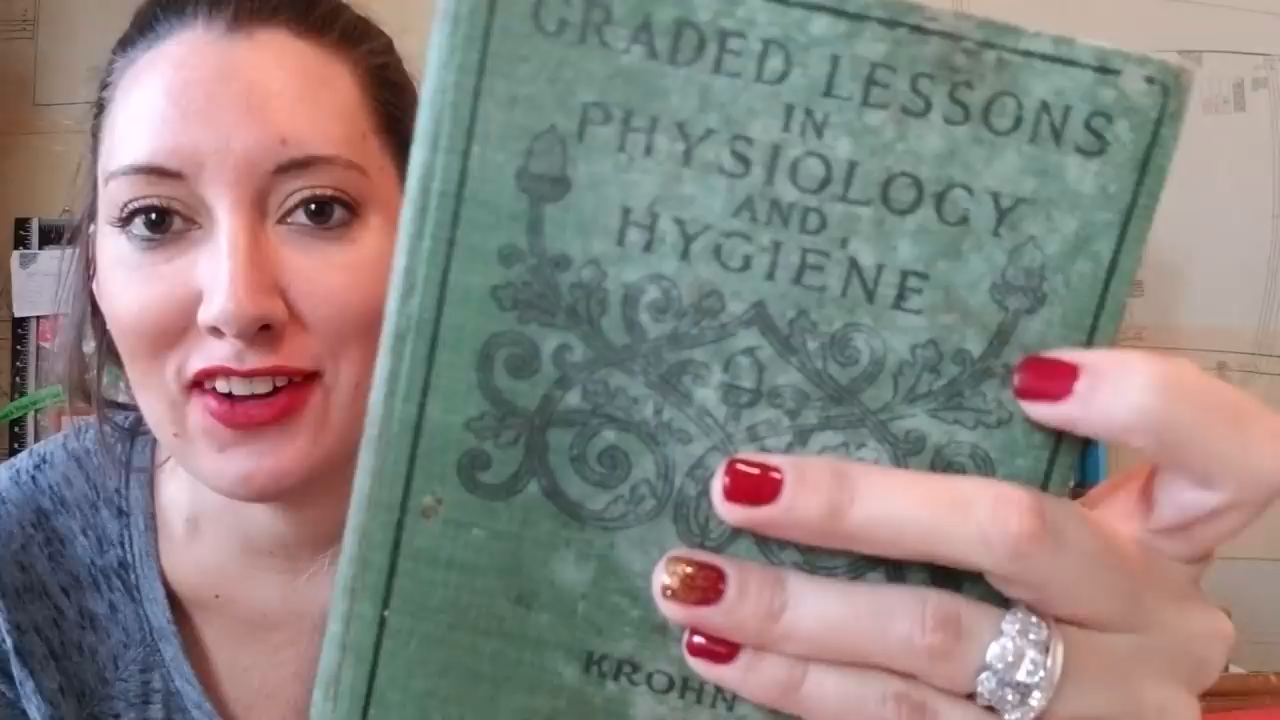 GRADED LESSONS
IN
PHYSIOLOGY
AND
HYGIENE
KROHN